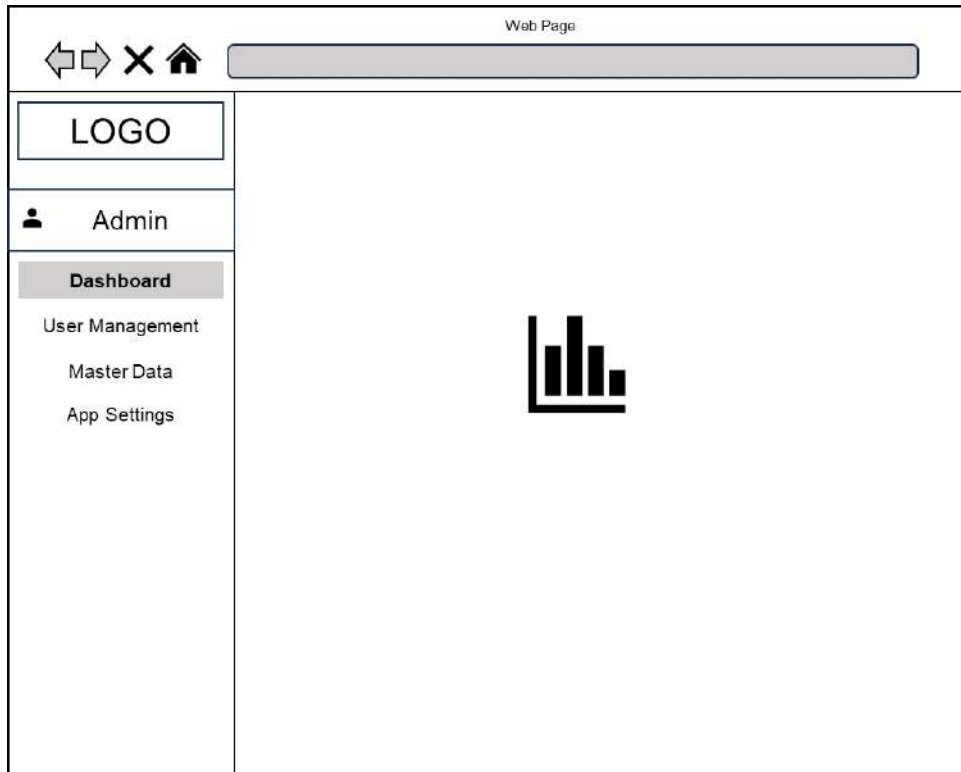 Web Page
LOGO
Admin
Dashboard
User Management
Master Data
App Settings